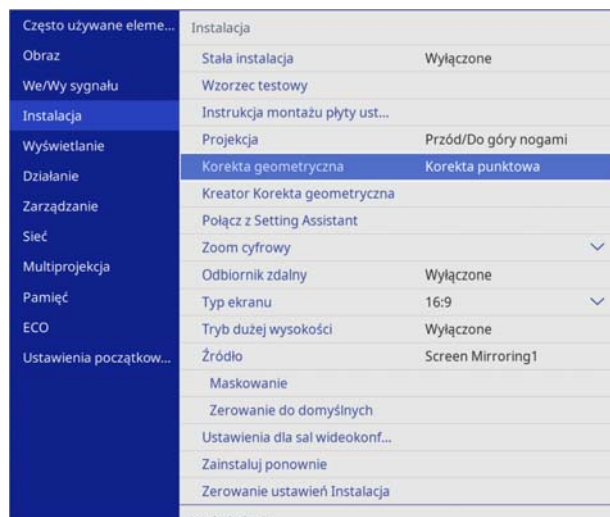 Często używane eleme...
Obraz
We/Wy sygnału
Instalacja
Wyświetlanie
Działanie
Zarządzanie
Sieć
Multiprojekcja
Pamięć
ECO
Ustawienia początkow...
Instalacja
Stała instalacja Wyłączone
Wzorzec testowy
Instrukcja montażu płyty ust...
Projekcja Przód/Do góry nogami
Korekta geometryczna Korekta punktowa
Kreator Korekta geometryczna
Połącz z Setting Assistant
Zoom cyfrowy
Odbiornik zdalny Wyłączone
Typ ekranu 16:9
Tryb dużej wysokości Wyłączone
Źródło Screen Mirroring1
Maskowanie
Zerowanie do domyślnych
Ustawienia dla sal wideokonf...
Zainstaluj ponownie
Zerowanie ustawień Instalacja